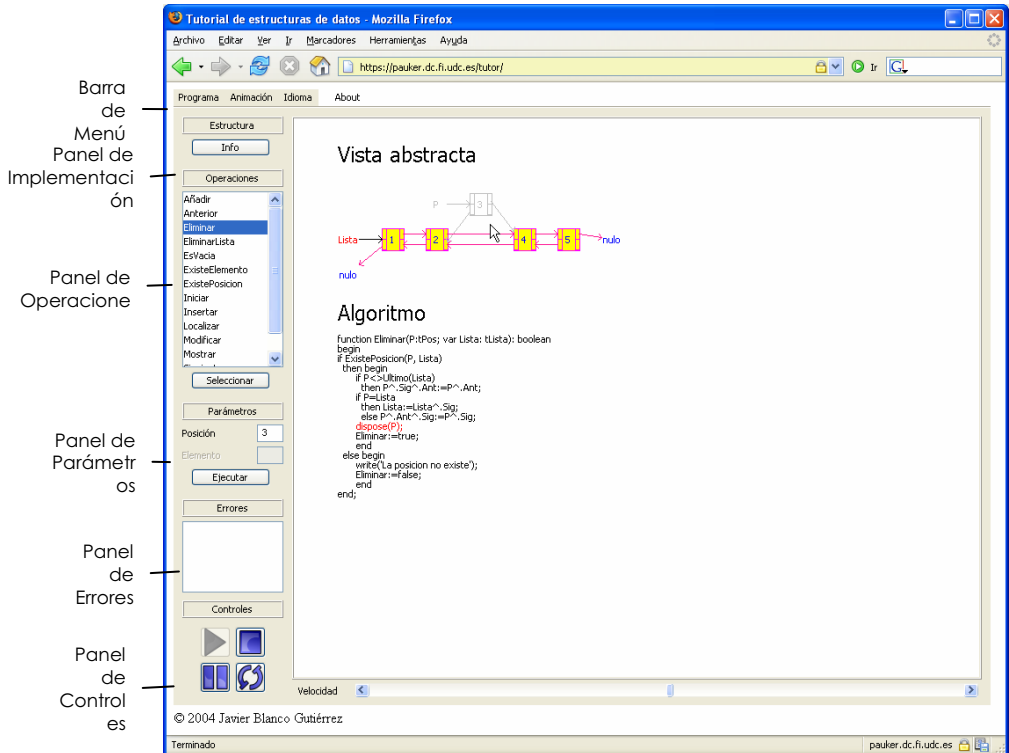 Tutorial de estructuras de datos - Mozilla Firefox
Archivo Editar Ver Ir Marcadores Herramientas Ayuda
https://pauker.dc.fi.udc.es/tutor/
Ir
G
Programa Animación Idioma About
Barra
de
Menú
Panel de
Implementaci
ón
Panel de
Operacione
Panel de
Parámetr
os
Panel
de
Errores
Panel
de
Control
es
Estructura
Info
Operaciones
Añadir
Anterior
Eliminar
EliminarLista
EsVacia
ExisteElemento
ExistePosicion
Iniciar
Insertar
Localizar
Modificar
Mostrar
Seleccionar
Parámetros
Posición 3
Elemento
Ejecutar
Errores
Controles
Vista abstracta
P 3
Lista 1 2 4 5 nulo
nulo
Algoritmo
function Eliminar(P:tPos; var Lista: tLista): boolean
begin
if ExistePosicion(P, Lista)
then begin
if P<>Ultimo(Lista)
then P^.Sig^.Ant:=P^.Ant;
if P=Lista
then Lista:=Lista^.Sig;
else P^.Ant^.Sig:=P^.Sig;
dispose(P);
Eliminar:=true;
end
else begin
write('La posicion no existe');
Eliminar:=false;
end
end;
Velocidad
© 2004 Javier Blanco Gutiérrez
Terminado
pauker.dc.fi.udc.es